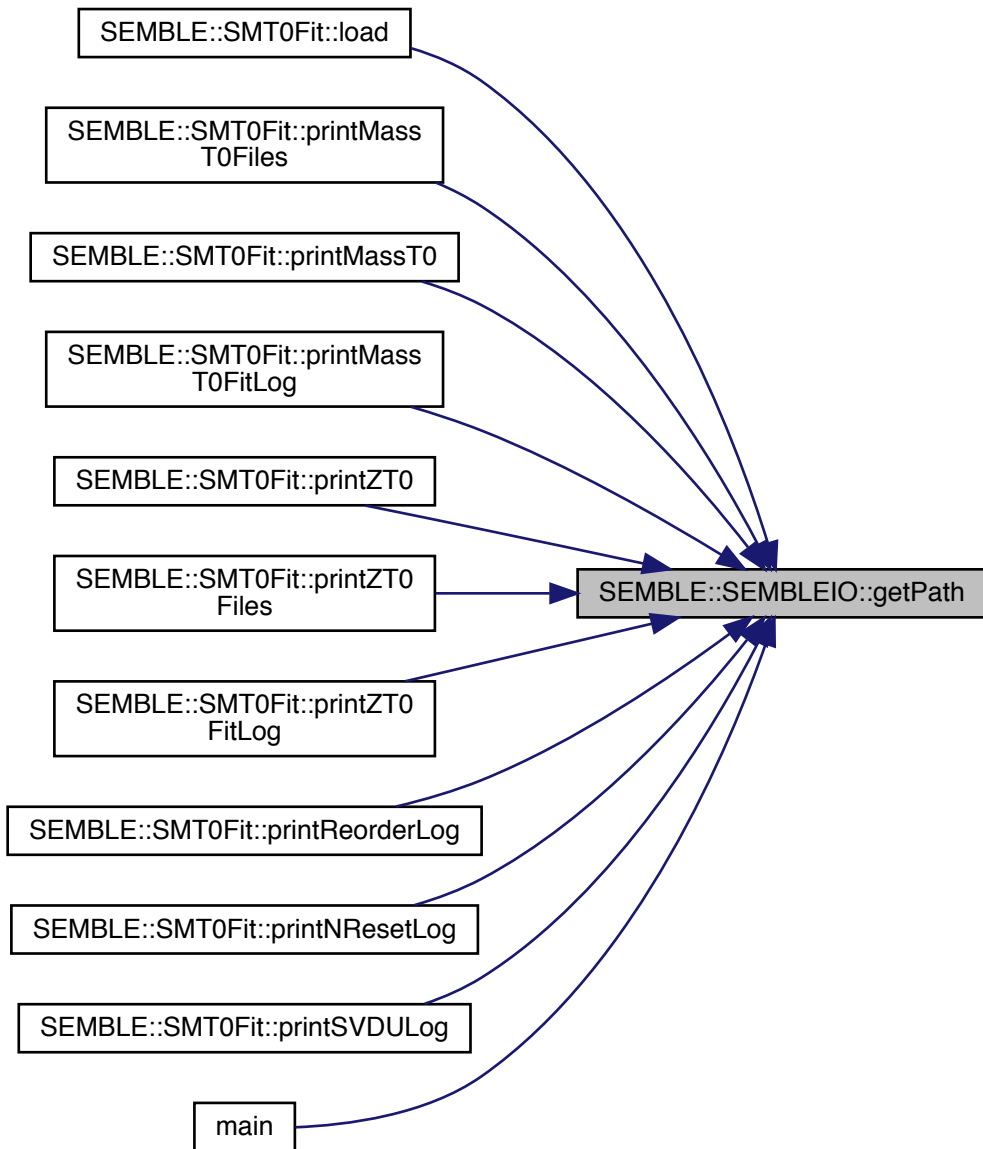 SEMBLE::SMT0Fit::load
SEMBLE::SMT0Fit::printMass
T0Files
SEMBLE::SMT0Fit::printMassT0
SEMBLE::SMT0Fit::printMass
T0FitLog
SEMBLE::SMT0Fit::printZT0
SEMBLE::SMT0Fit::printZT0
Files
SEMBLE::SEMBLEIO::getPath
SEMBLE::SMT0Fit::printZT0
FitLog
SEMBLE::SMT0Fit::printReorderLog
SEMBLE::SMT0Fit::printNResetLog
SEMBLE::SMT0Fit::printSVDULog
main